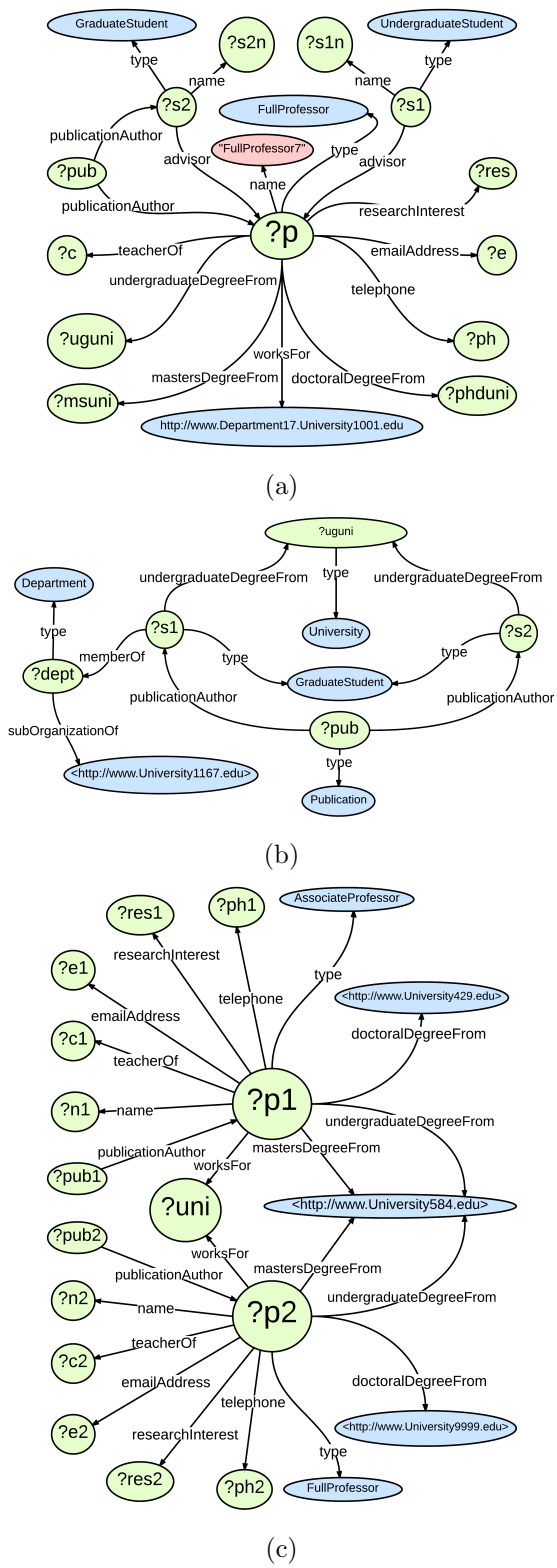 GraduateStudent
UndergraduateStudent
?s2n
?s1n
type
type
name
name
?s2
?s1
FullProfessor
publicationAuthor
"FullProfessor7"
type
advisor
advisor
?pub
name
?res
publicationAuthor
researchInterest
?p
?c
teacherOf
emailAddress
?e
undergraduateDegreeFrom
telephone
?uguni
?ph
worksFor
mastersDegreeFrom
doctoralDegreeFrom
?msuni
?phduni
http://www.Department17.University1001.edu
(a)
?uguni
undergraduateDegreeFrom
type
undergraduateDegreeFrom
Department
type
?s1
University
?s2
memberOf
type
type
?dept
GraduateStudent
publicationAuthor
publicationAuthor
subOrganizationOf
?pub
type
<http://www.University1167.edu>
Publication
(b)
AssociateProfessor
?ph1
?res1
researchInterest
?e1
type
telephone
<http://www.University429.edu>
emailAddress
doctoralDegreeFrom
?c1
teacherOf
?p1
?n1
name
undergraduateDegreeFrom
mastersDegreeFrom
publicationAuthor
worksFor
?pub1
?uni
<http://www.University584.edu>
?pub2
worksFor
mastersDegreeFrom
publicationAuthor
undergraduateDegreeFrom
?n2
name
?p2
teacherOf
?c2
emailAddress
doctoralDegreeFrom
telephone
?e2
researchInterest
<http://www.University9999.edu>
type
?res2
?ph2
FullProfessor
(c)